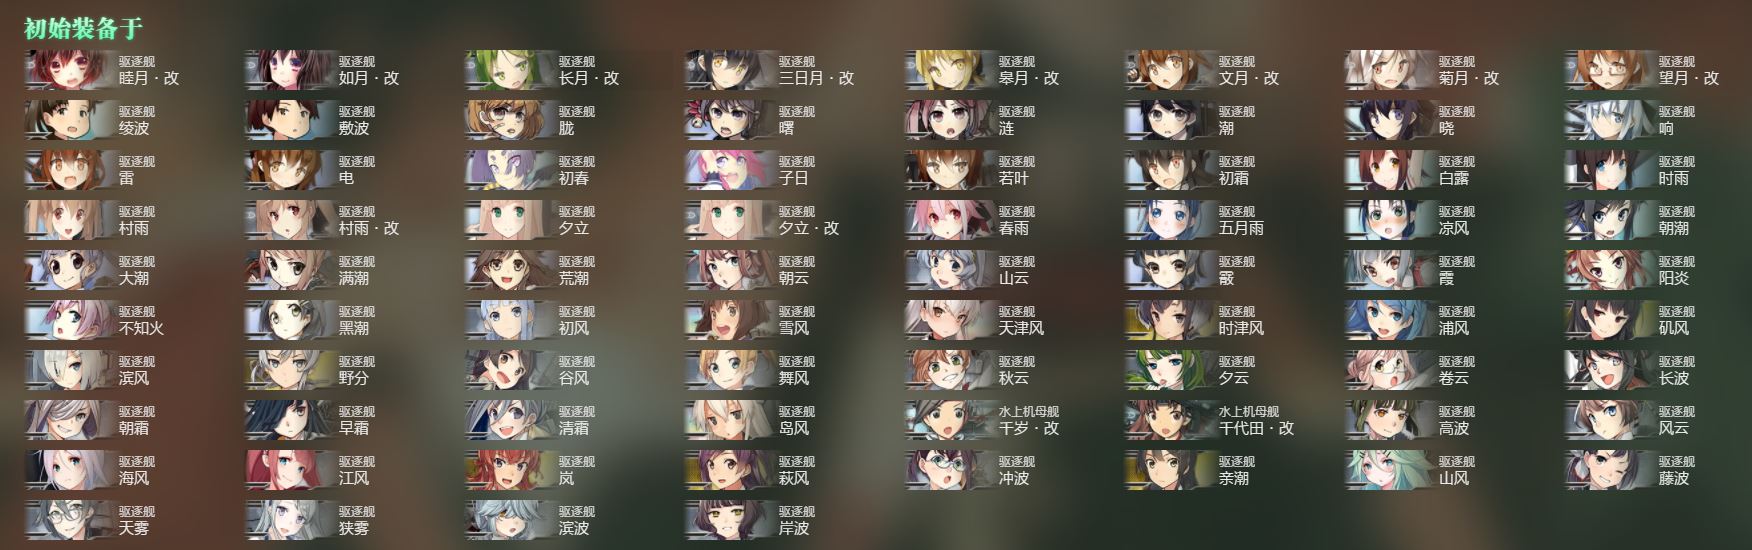 初始装备于
驱逐舰 驱逐舰 驱逐舰 驱逐舰 驱逐舰 驱逐舰 驱逐舰 驱逐舰
睦月·改 如月·改 长月·改 三日月·改 皋月·改 文月·改 菊月·改 望月·改
驱逐舰 驱逐舰 驱逐舰 驱逐舰 驱逐舰 驱逐舰 驱逐舰 驱逐舰
绫波 敷波 胧 曙 涟 潮 晓 响
驱逐舰 驱逐舰 驱逐舰 驱逐舰 驱逐舰 驱逐舰 驱逐舰 驱逐舰
雷 电 初春 子日 若叶 初霜 白露 时雨
驱逐舰 驱逐舰 驱逐舰 驱逐舰 驱逐舰 驱逐舰 驱逐舰 驱逐舰
村雨 村雨·改 夕立 夕立·改 春雨 五月雨 凉风 朝潮
驱逐舰 驱逐舰 驱逐舰 驱逐舰 驱逐舰 驱逐舰 驱逐舰 驱逐舰
大潮 满潮 荒潮 朝云 山云 霰 霞 阳炎
驱逐舰 驱逐舰 驱逐舰 驱逐舰 驱逐舰 驱逐舰 驱逐舰 驱逐舰
不知火 黑潮 初风 雪风 天津风 时津风 浦风 矶风
驱逐舰 驱逐舰 驱逐舰 驱逐舰 驱逐舰 驱逐舰 驱逐舰 驱逐舰
滨风 野分 谷风 舞风 秋云 夕云 卷云 长波
驱逐舰 驱逐舰 驱逐舰 驱逐舰 水上机母舰 水上机母舰 驱逐舰 驱逐舰
朝霜 早霜 清霜 岛风 千岁·改 千代田·改 高波 风云
驱逐舰 驱逐舰 驱逐舰 驱逐舰 驱逐舰 驱逐舰 驱逐舰 驱逐舰
海风 江风 岚 萩风 冲波 亲潮 山风 藤波
驱逐舰 驱逐舰 驱逐舰 驱逐舰
天雾 狭雾 滨波 岸波